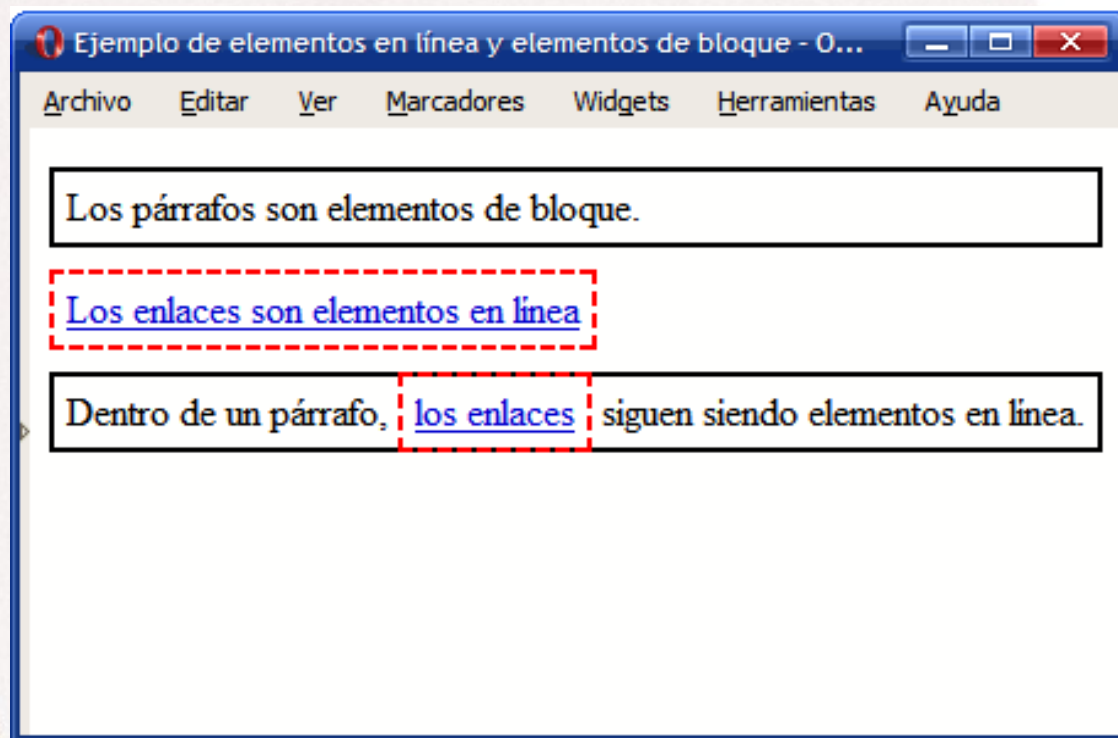 Ejemplo de elementos en línea y elementos de bloque - O...
Archivo Editar Ver Marcadores Widgets Herramientas Ayuda
Los párrafos son elementos de bloque.
Los enlaces son elementos en línea
Dentro de un párrafo, los enlaces siguen siendo elementos en línea.